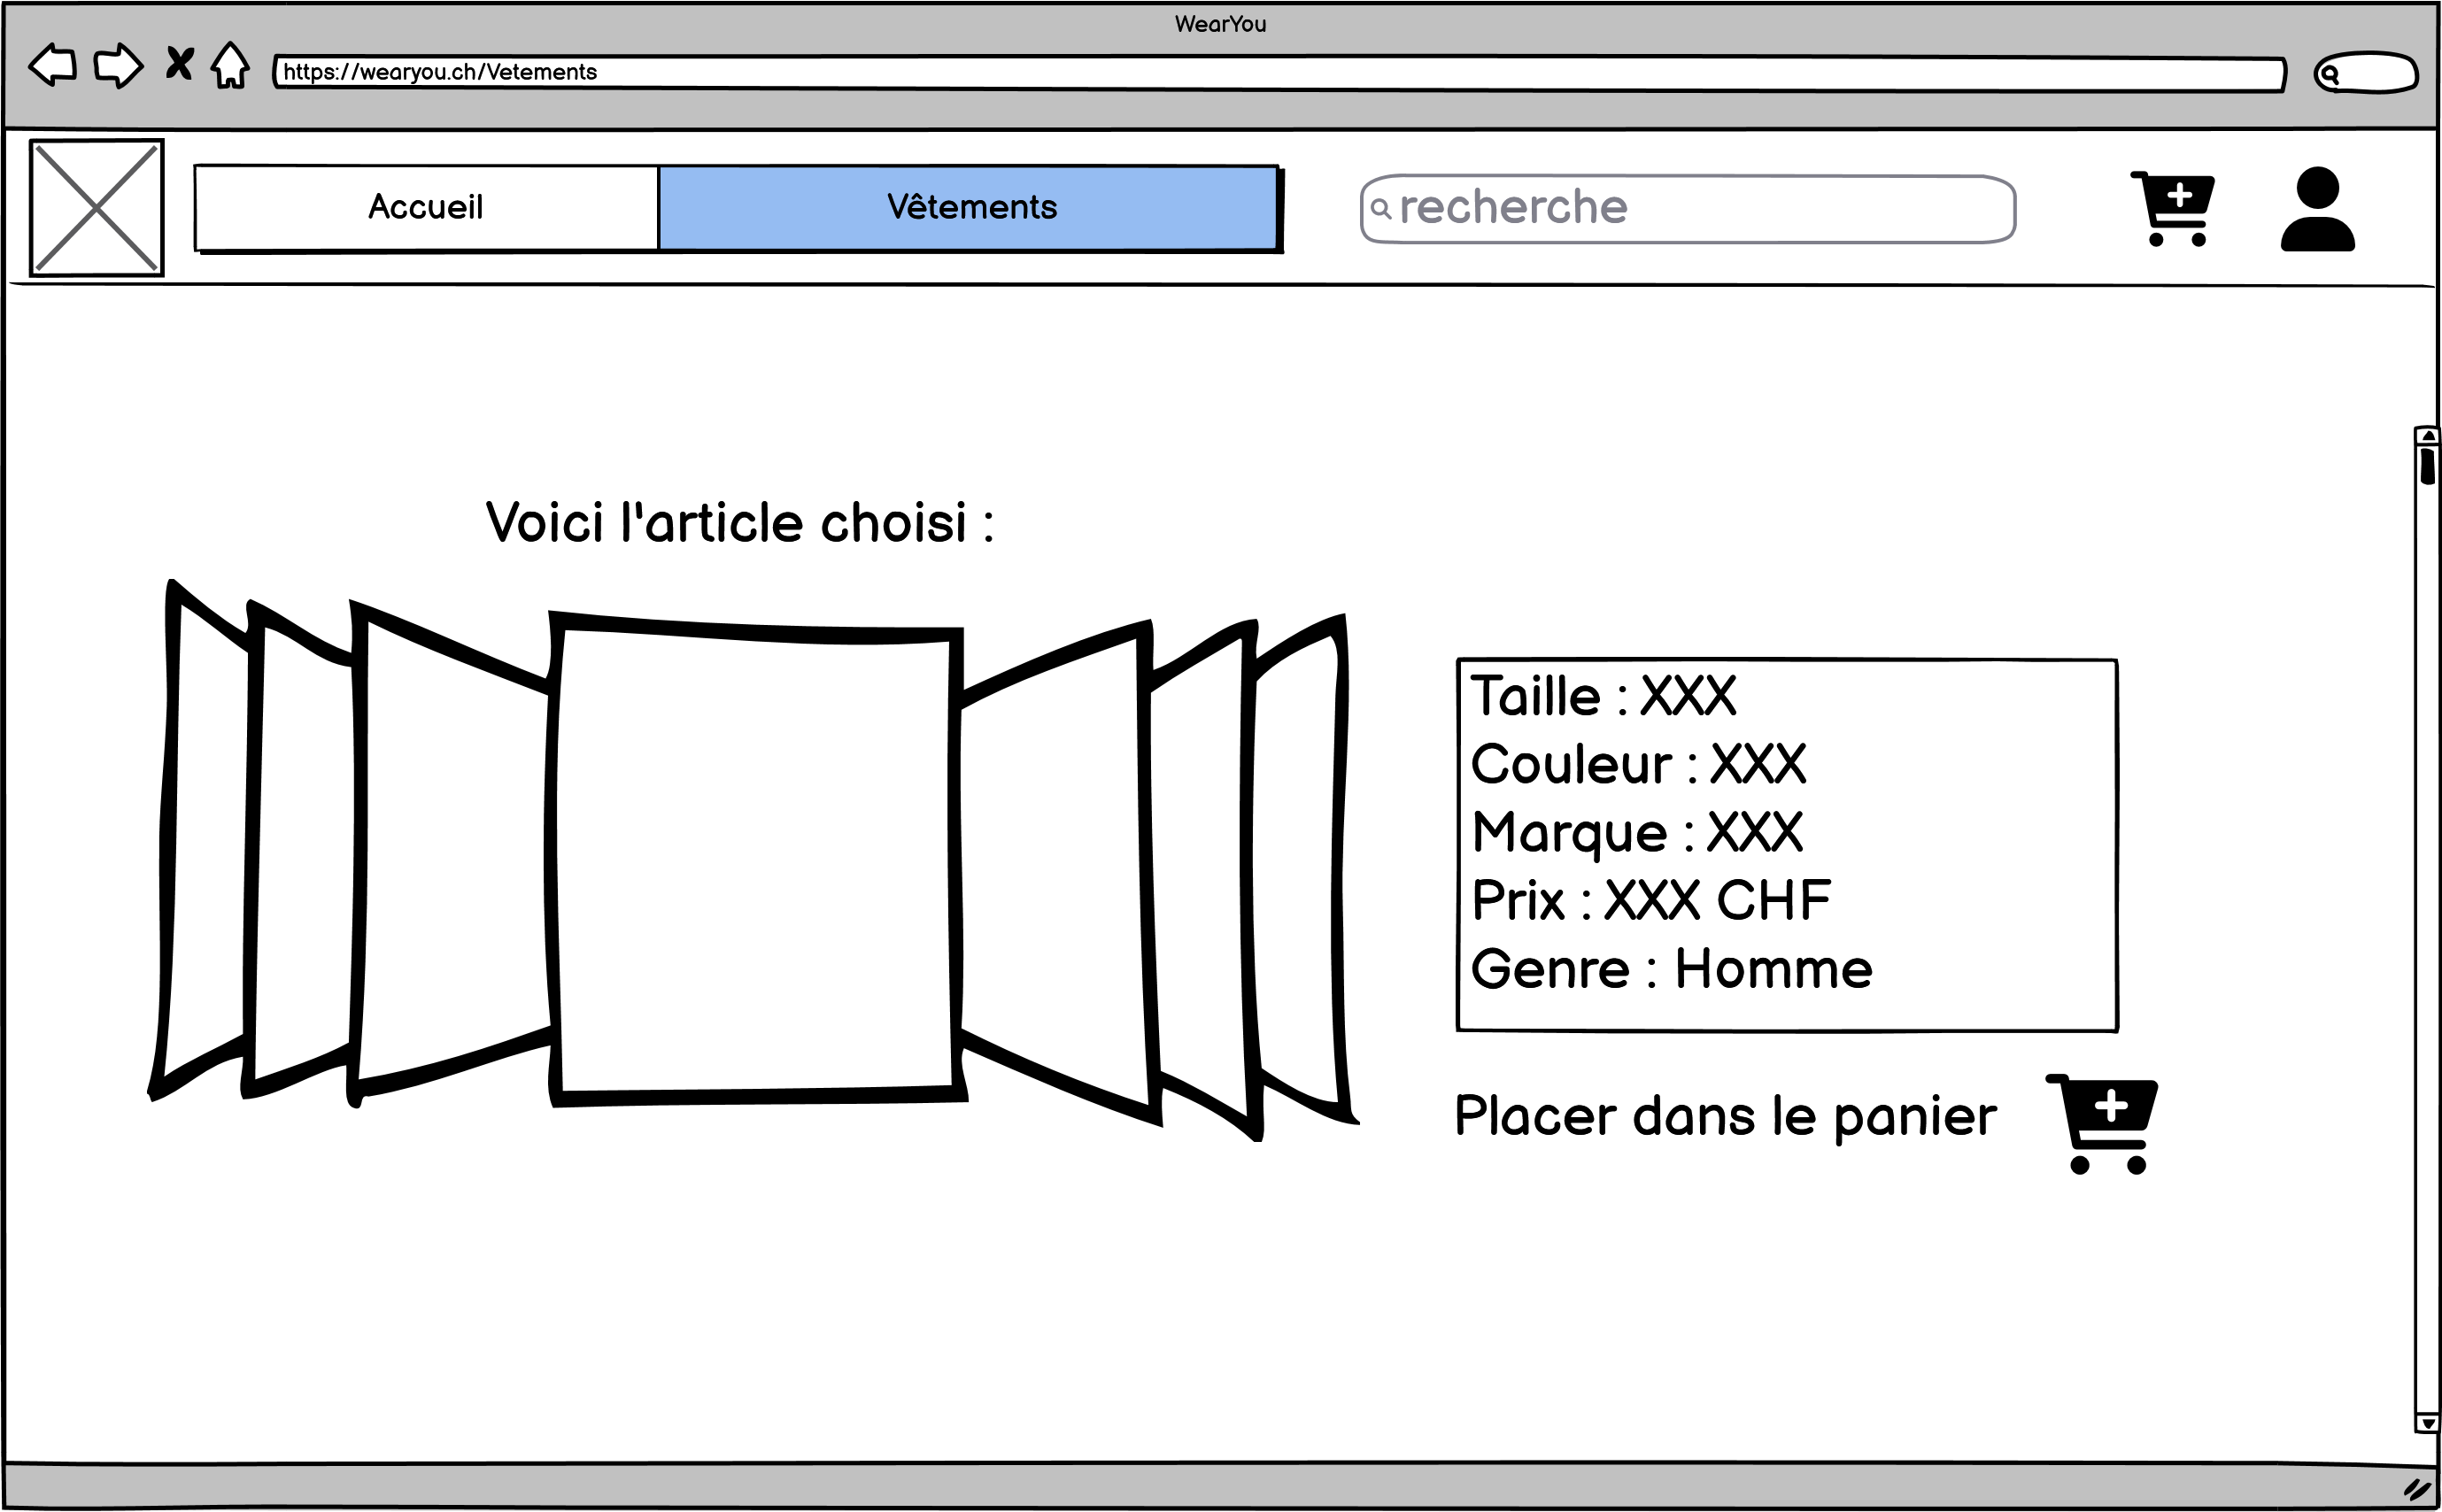 WearYou
https://wearyou.ch/Vetements
Accueil
Vêtements
recherche
Voici l'article choisi :
Taille : XXX
Couleur : XXX
Marque : XXX
Prix : XXX CHF
Genre : Homme
Placer dans le panier